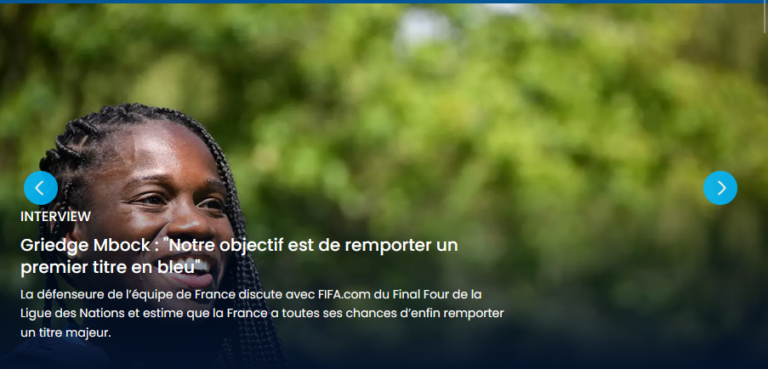 INTERVIEW
Griedge Mbock : "Notre objectif est de remporter un
premier titre en bleu"
La défenseure de l'équipe de France discute avec FIFA.com du Final Four de la
Ligue des Nations et estime que la France a toutes ses chances d'enfin remporter
un titre majeur.